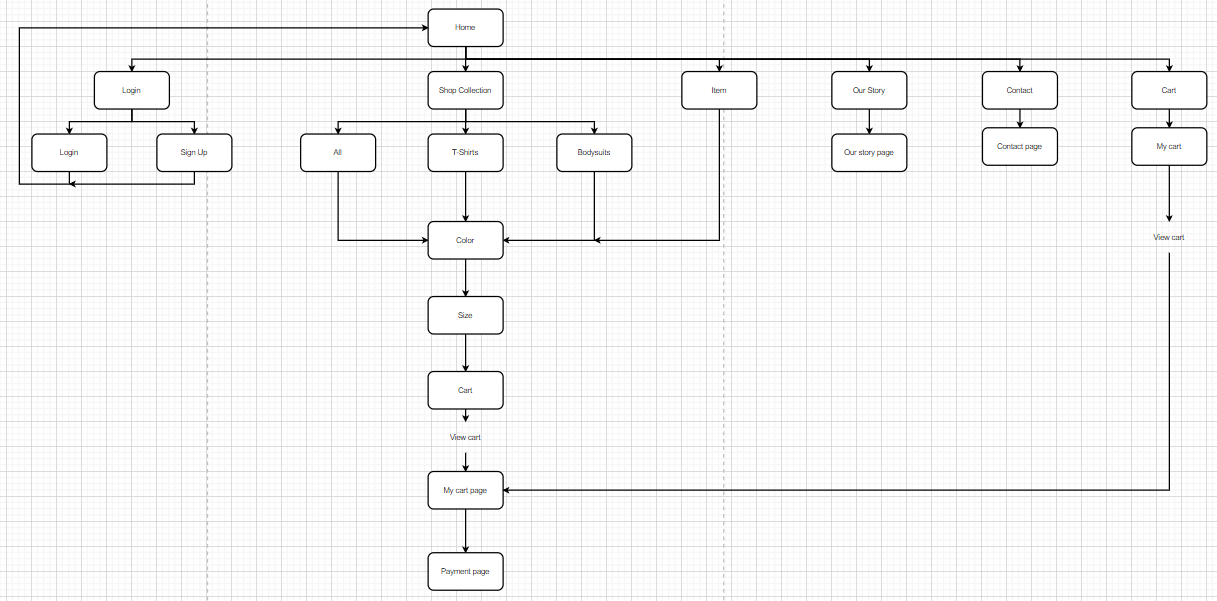 Home
Login
Shop Collection
Item
Our Story
Contact
Cart
Login
Sign Up
All
T-Shirts
Bodysuits
Our story page
Contact page
My cart
Color
View cart
Size
Cart
View cart
My cart page
Payment page